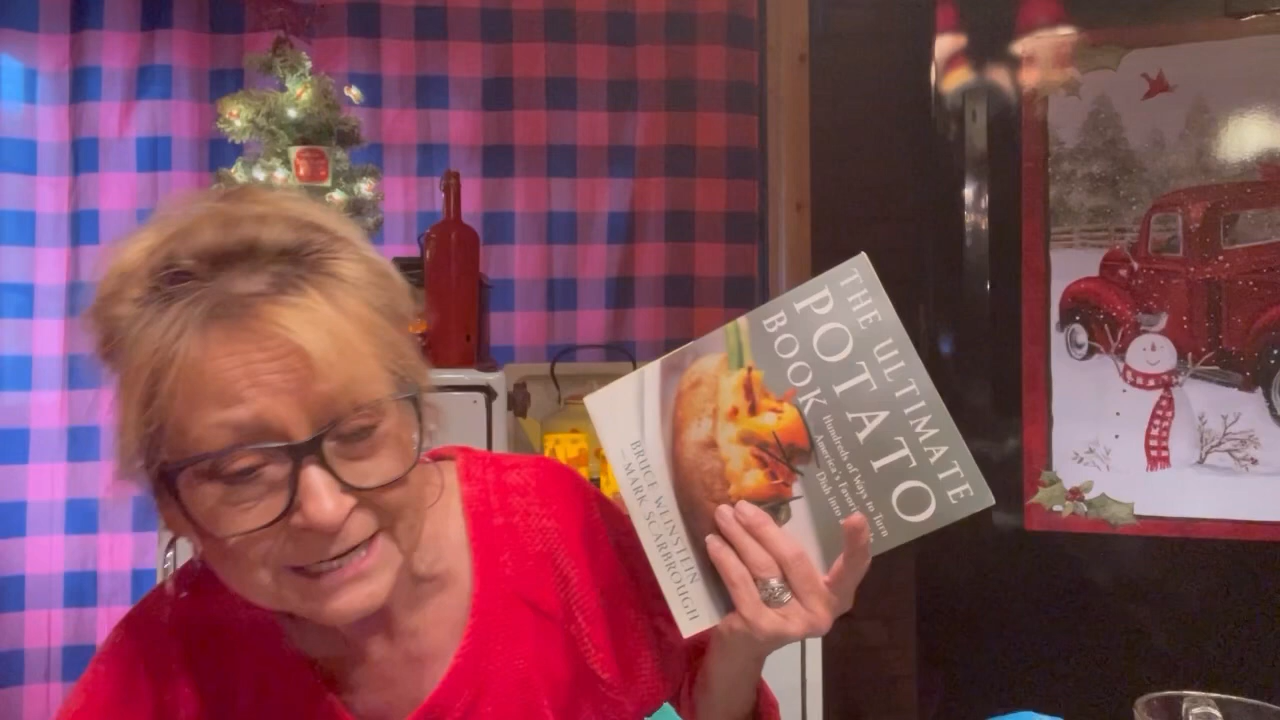 THE ULTIMATE
POTATO
BOOK
Hundreds of Ways to Turn
America's Favorite
Dish into
BRUCE WEINSTEIN
—MARK SCARBROUGH